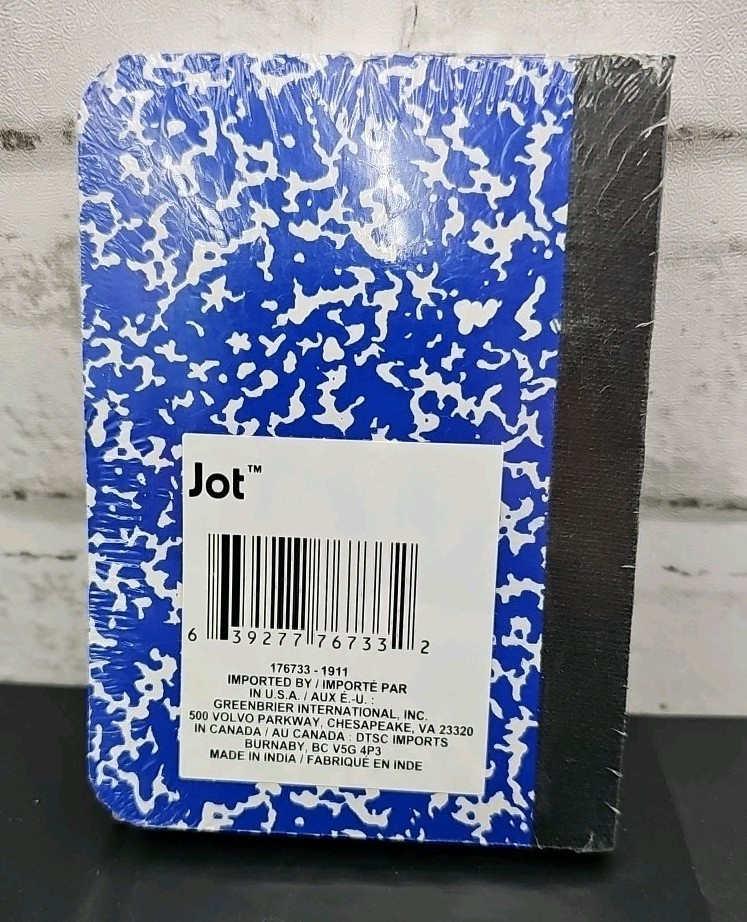 Jot™
6 39277 76733 2
176733 - 1911
IMPORTED BY / IMPORTÉ PAR
IN U.S.A. / AUX É.-U. :
GREENBRIER INTERNATIONAL, INC.
500 VOLVO PARKWAY, CHESAPEAKE, VA 23320
IN CANADA / AU CANADA : DTSC IMPORTS
BURNABY, BC V5G 4P3
MADE IN INDIA / FABRIQUÉ EN INDE